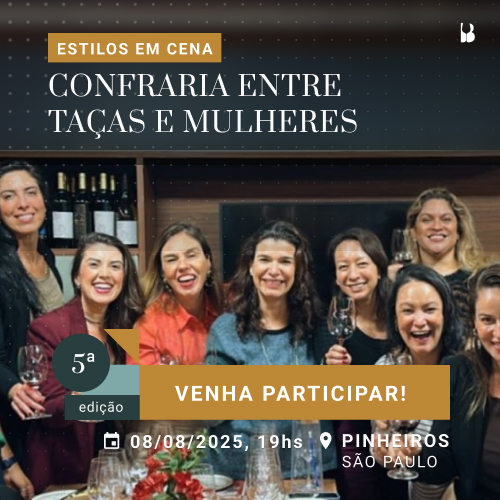 ESTILOS EM CENA
CONFRARIA ENTRE
TAÇAS E MULHERES
5ª
edição
VENHA PARTICIPAR!
08/08/2025, 19hs
PINHEIROS
SÃO PAULO